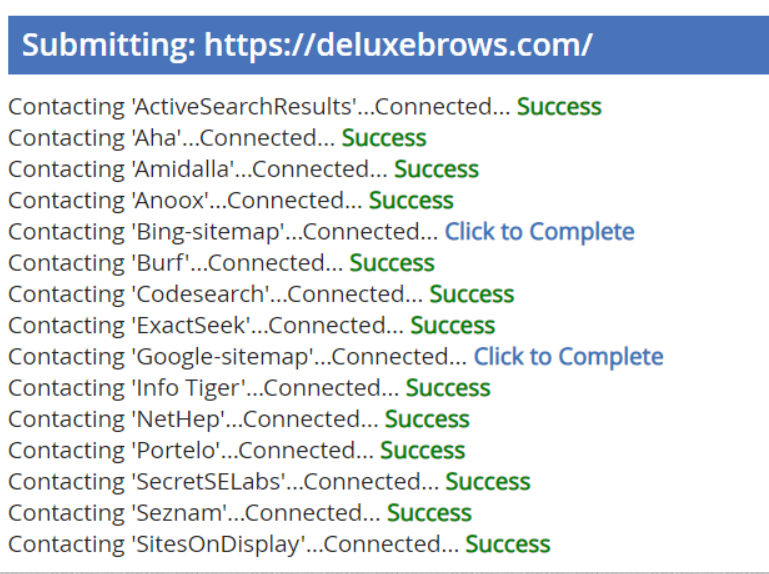 Submitting: https://deluxebrows.com/
Contacting 'ActiveSearchResults'...Connected... Success
Contacting 'Aha'...Connected... Success
Contacting 'Amidalla'...Connected... Success
Contacting 'Anoox'...Connected... Success
Contacting 'Bing-sitemap'...Connected... Click to Complete
Contacting 'Burf'...Connected... Success
Contacting 'Codesearch'...Connected... Success
Contacting 'ExactSeek'...Connected... Success
Contacting 'Google-sitemap'...Connected... Click to Complete
Contacting 'Info Tiger'...Connected... Success
Contacting 'NetHep'...Connected... Success
Contacting 'Portelo'...Connected... Success
Contacting 'SecretSELabs'...Connected... Success
Contacting 'Seznam'...Connected... Success
Contacting 'SitesOnDisplay'...Connected... Success